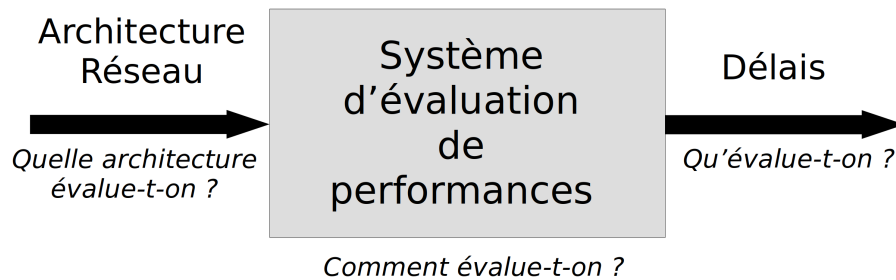 Architecture
Réseau
Quelle architecture
évalue-t-on ?
Système
d’évaluation
de
performances
Comment évalue-t-on ?
Délais
Qu’évalue-t-on ?